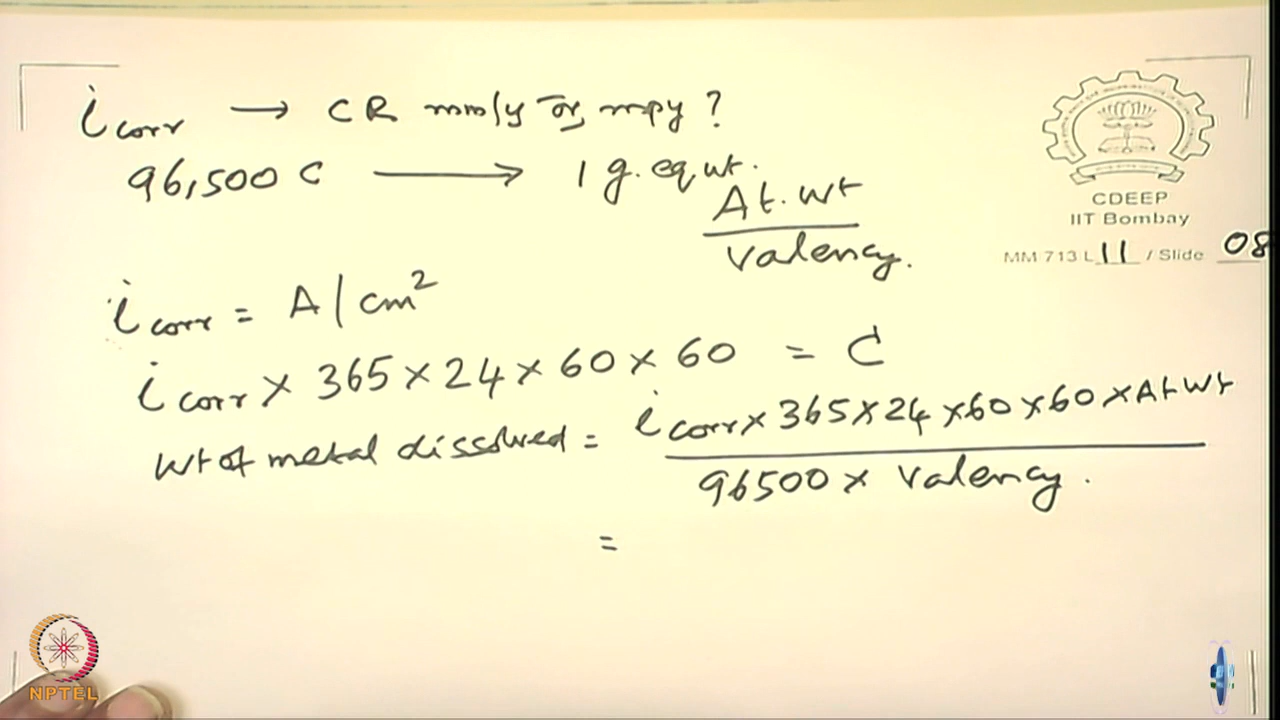 i corr → CR mm/y or mpy ?
96,500 C → 1 g. eq wt.
At. wt
valency.
CDEEP
IIT Bombay
MM 713 L 11 / Slide 08
i corr = A/cm²
i corr × 365 × 24 × 60 × 60 = C
wt of metal dissolved = i corr × 365 × 24 × 60 × 60 × At wt
96500 × valency.
=
NPTEL